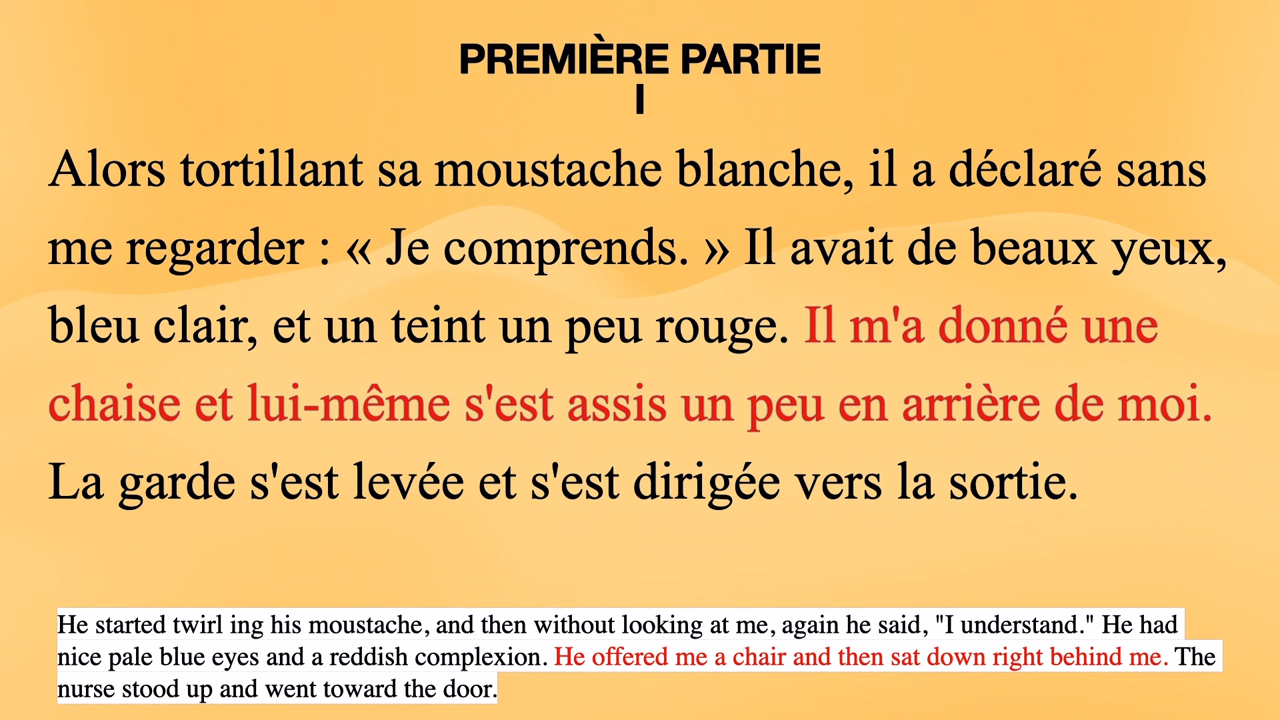 PREMIÈRE PARTIE
I
Alors tortillant sa moustache blanche, il a déclaré sans
me regarder : « Je comprends. » Il avait de beaux yeux,
bleu clair, et un teint un peu rouge. Il m'a donné une
chaise et lui-même s'est assis un peu en arrière de moi.
La garde s'est levée et s'est dirigée vers la sortie.
He started twirl ing his moustache, and then without looking at me, again he said, "I understand." He had
nice pale blue eyes and a reddish complexion. He offered me a chair and then sat down right behind me. The
nurse stood up and went toward the door.